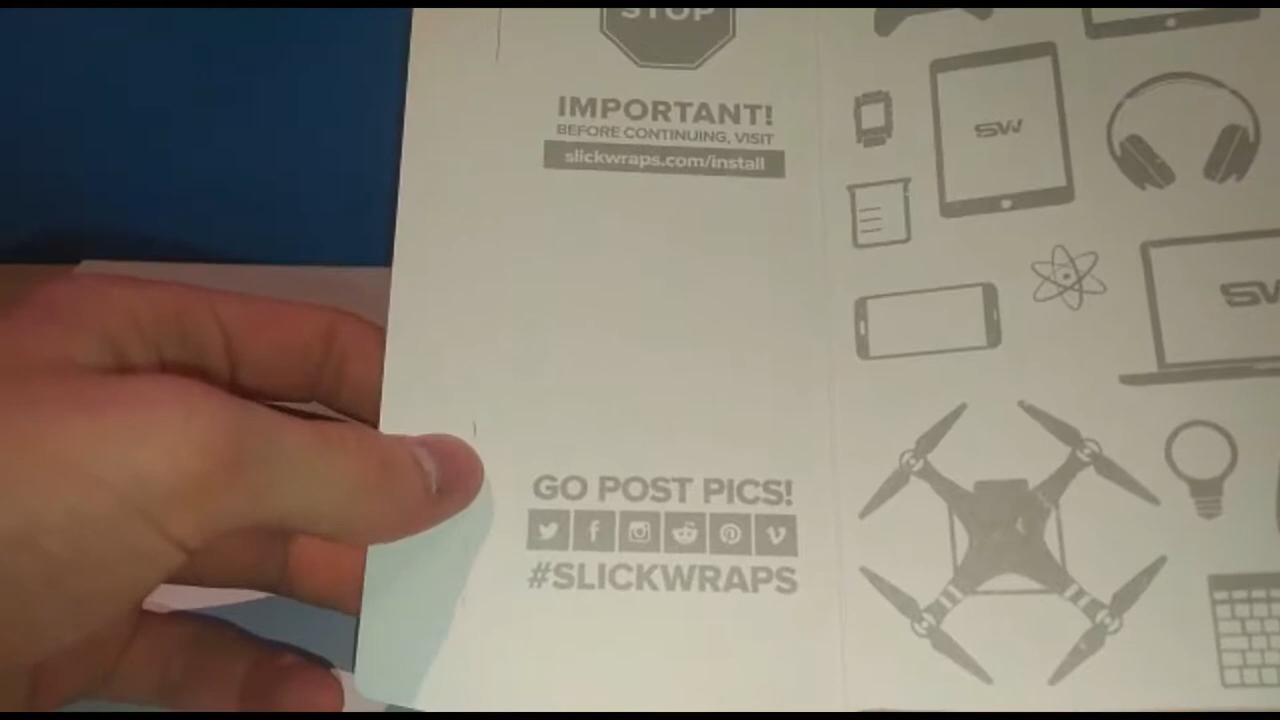 STOP
IMPORTANT!
BEFORE CONTINUING, VISIT
slickwraps.com/install
SW
SW
GO POST PICS!
#SLICKWRAPS